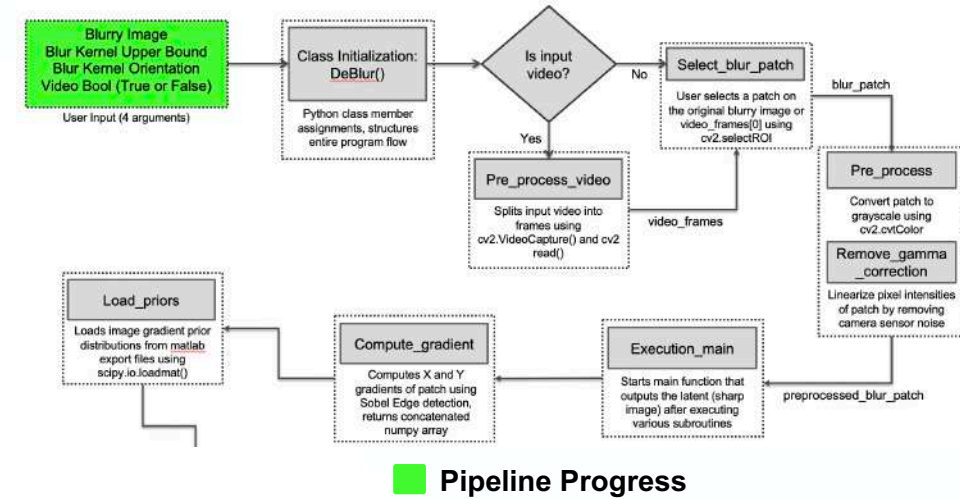 Blurry Image
Blur Kernel Upper Bound
Blur Kernel Orientation
Video Bool (True or False)
User Input (4 arguments)
Class Initialization:
DeBlur()
Python class member
assignments, structures
entire program flow
Is input
video?
No
Yes
Select_blur_patch
User selects a patch on
the original blurry image or
video_frames[0] using
cv2.selectROI
blur_patch
Pre_process_video
Splits input video into
frames using
cv2.VideoCapture() and cv2
read()
video_frames
Pre_process
Convert patch to
grayscale using
cv2.cvtColor
Remove_gamma
_correction
Linearize pixel intensities
of patch by removing
camera sensor noise
preprocessed_blur_patch
Execution_main
Starts main function that
outputs the latent (sharp
image) after executing
various subroutines
Compute_gradient
Computes X and Y
gradients of patch using
Sobel Edge detection,
returns concatenated
numpy array
Load_priors
Loads image gradient prior
distributions from matlab
export files using
scipy.io.loadmat()
Pipeline Progress